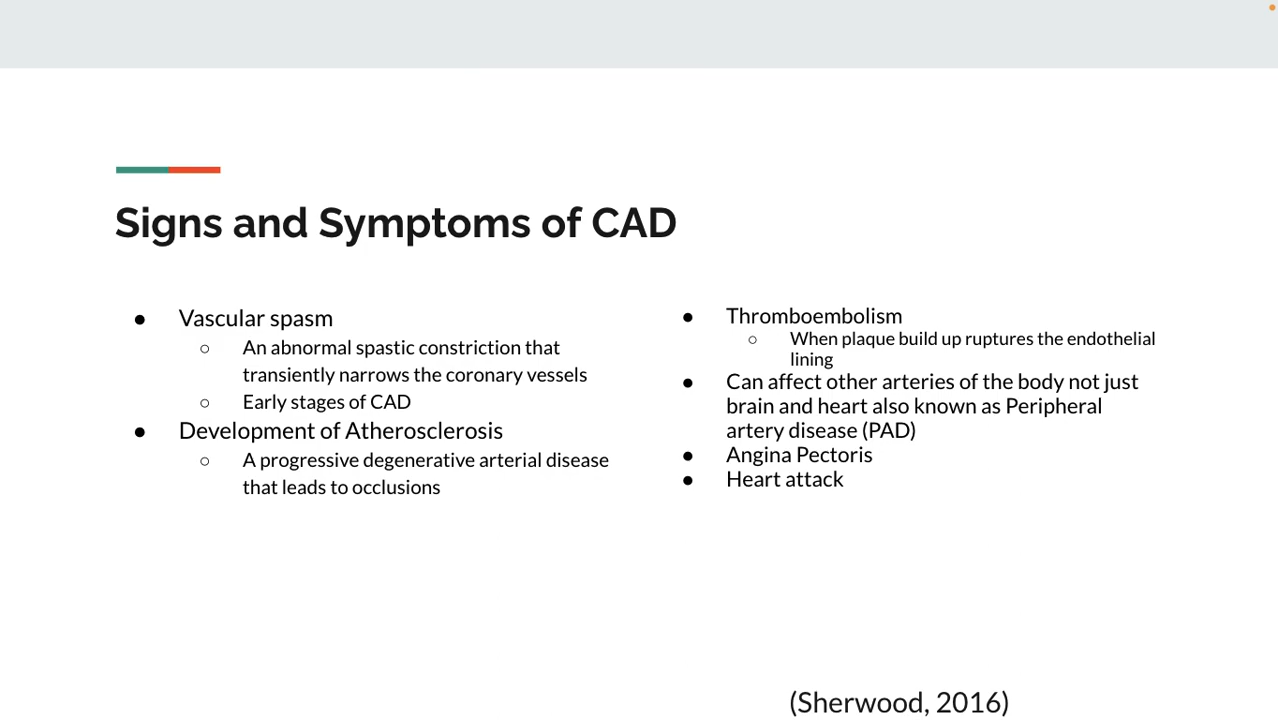 Signs and Symptoms of CAD
● Vascular spasm
○ An abnormal spastic constriction that
transiently narrows the coronary vessels
○ Early stages of CAD
● Development of Atherosclerosis
○ A progressive degenerative arterial disease
that leads to occlusions
● Thromboembolism
○ When plaque build up ruptures the endothelial
lining
● Can affect other arteries of the body not just
brain and heart also known as Peripheral
artery disease (PAD)
● Angina Pectoris
● Heart attack
(Sherwood, 2016)